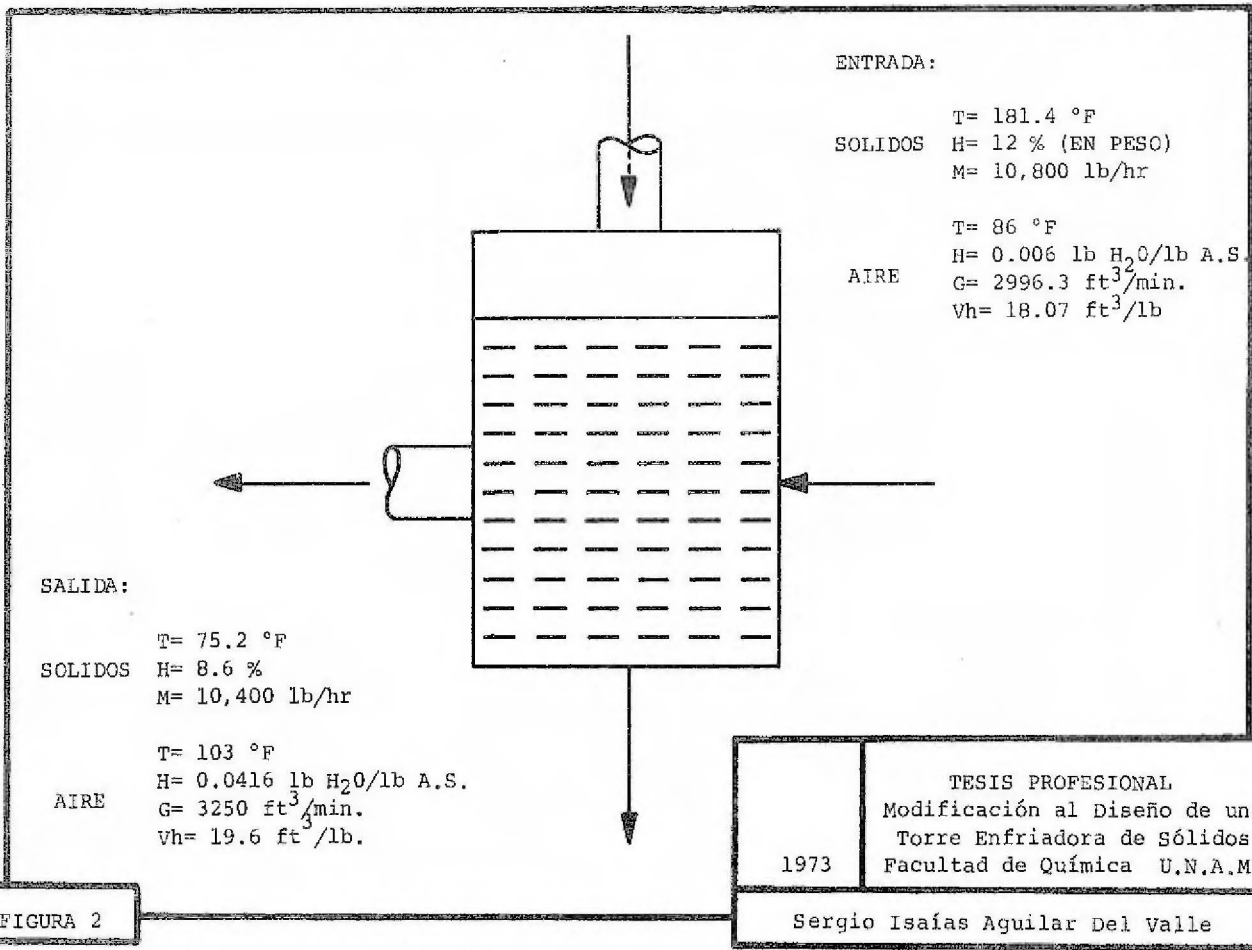 ENTRADA:
T= 181.4 °F
SOLIDOS H= 12 % (EN PESO)
M= 10,800 lb/hr
T= 86 °F
H= 0.006 lb H₂O/lb A.S.
AIRE G= 2996.3 ft³/min.
Vh= 18.07 ft³/lb
SALIDA:
T= 75.2 °F
SOLIDOS H= 8.6 %
M= 10,400 lb/hr
T= 103 °F
H= 0.0416 lb H₂O/lb A.S.
AIRE G= 3250 ft³/min.
Vh= 19.6 ft³/lb.
TESIS PROFESIONAL
Modificación al Diseño de un
Torre Enfriadora de Sólidos
1973 Facultad de Química U.N.A.M
FIGURA 2
Sergio Isaías Aguilar Del Valle